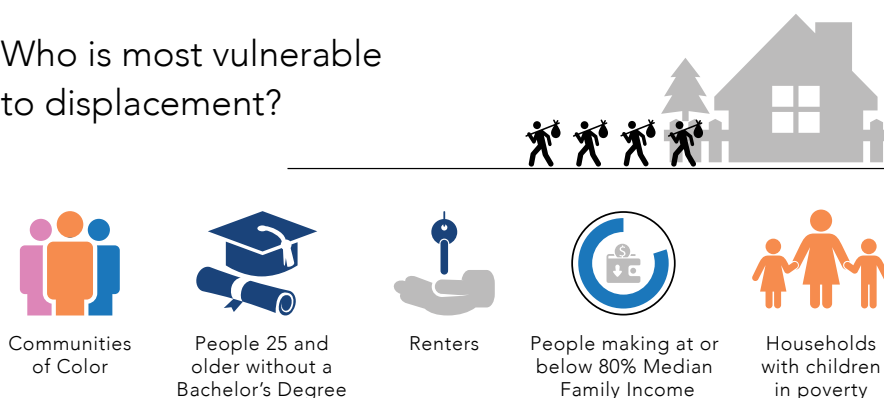 Who is most vulnerable
to displacement?
$
Communities
of Color
People 25 and
older without a
Bachelor's Degree
Renters
People making at or
below 80% Median
Family Income
Households
with children
in poverty